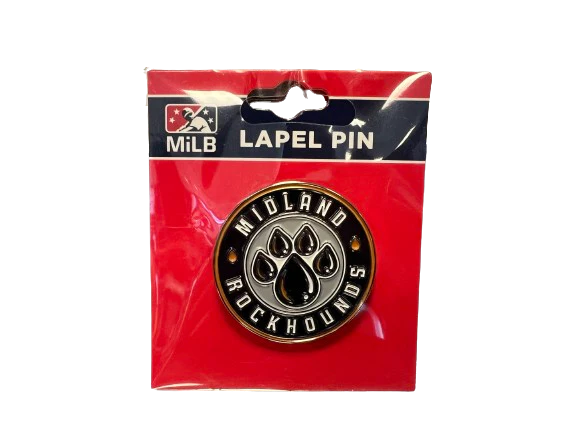 MiLB
LAPEL PIN
MIDLAND
ROCKHOUNDS